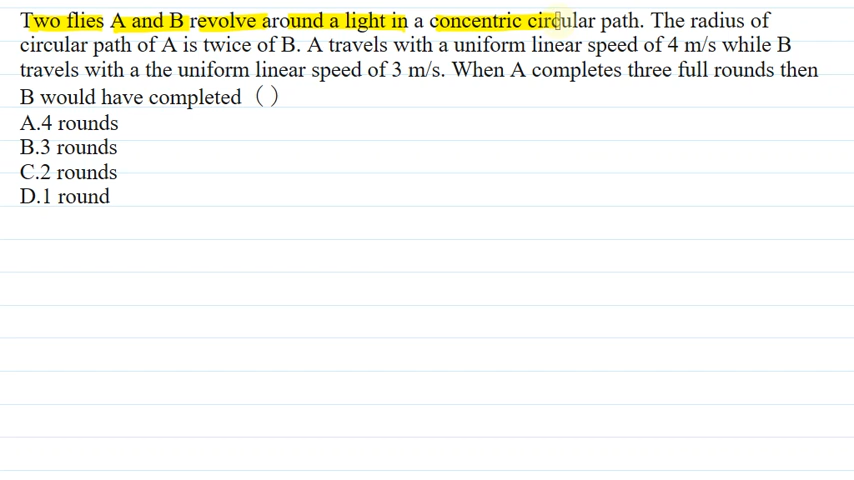 Two flies A and B revolve around a light in a concentric circular path. The radius of
circular path of A is twice of B. A travels with a uniform linear speed of 4 m/s while B
travels with a the uniform linear speed of 3 m/s. When A completes three full rounds then
B would have completed（）
A.4 rounds
B.3 rounds
C.2 rounds
D.1 round